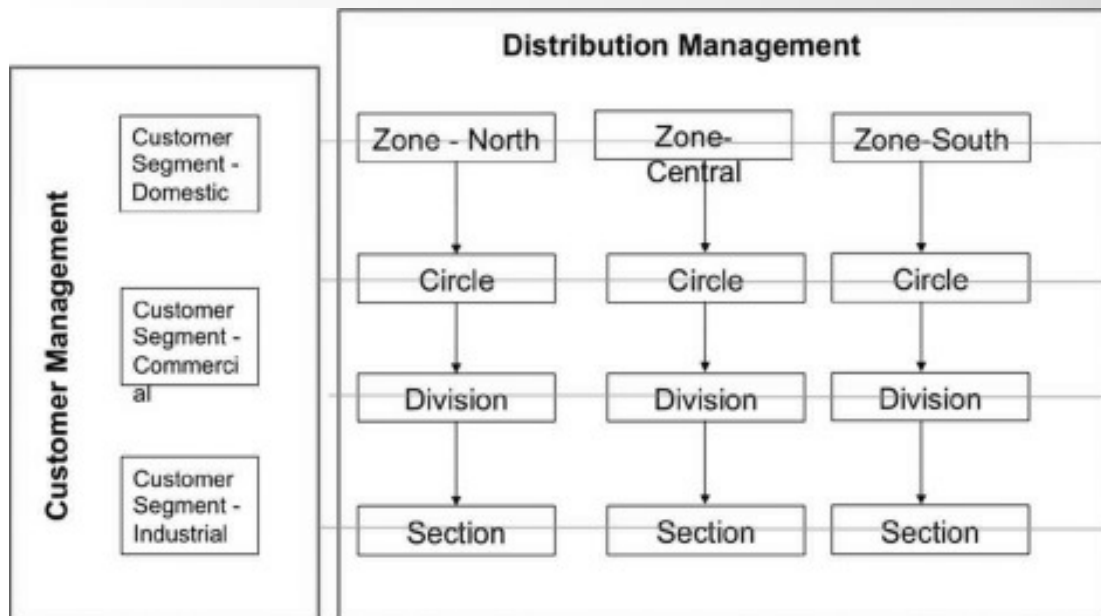 Distribution Management
Customer Management
Customer
Segment -
Domestic
Customer
Segment -
Commerci
al
Customer
Segment -
Industrial
Zone - North
Zone-
Central
Zone-South
Circle
Circle
Circle
Division
Division
Division
Section
Section
Section